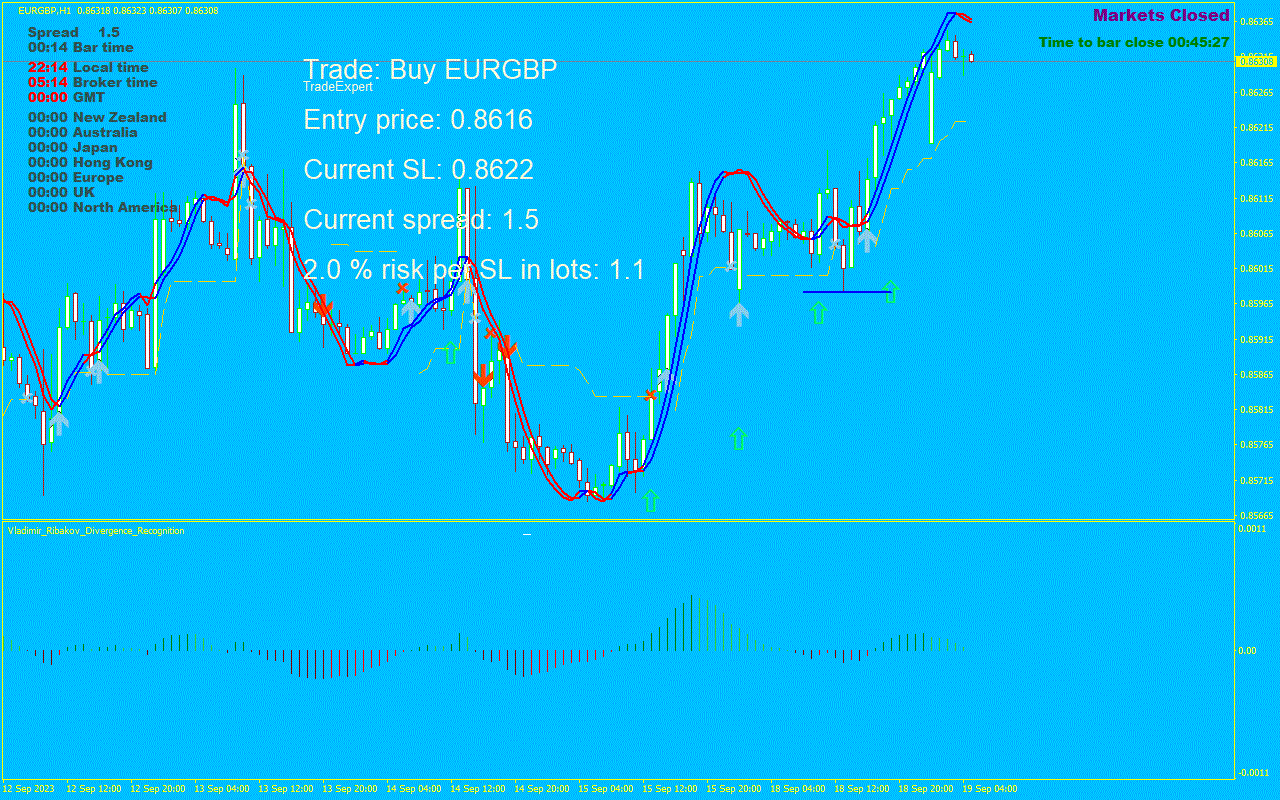 EURGBP,H1 0.86318 0.86323 0.86307 0.86308
Markets Closed
Time to bar close 00:45:27
Spread 1.5
00:14 Bar time
22:14 Local time
05:14 Broker time
00:00 GMT
00:00 New Zealand
00:00 Australia
00:00 Japan
00:00 Hong Kong
00:00 Europe
00:00 UK
00:00 North America
Trade: Buy EURGBP
TradeExpert
Entry price: 0.8616
Current SL: 0.8622
Current spread: 1.5
2.0 % risk per SL in lots: 1.1
0.86365
0.86315
0.86308
0.86265
0.86215
0.86165
0.86115
0.86065
0.86015
0.85965
0.85915
0.85865
0.85815
0.85765
0.85715
0.85665
Vladimir_Ribakov_Divergence_Recognition
0.0011
0.00
-0.0011
12 Sep 2023 12 Sep 12:00 12 Sep 20:00 13 Sep 04:00 13 Sep 12:00 13 Sep 20:00 14 Sep 04:00 14 Sep 12:00 14 Sep 20:00 15 Sep 04:00 15 Sep 12:00 15 Sep 20:00 18 Sep 04:00 18 Sep 12:00 18 Sep 20:00 19 Sep 04:00